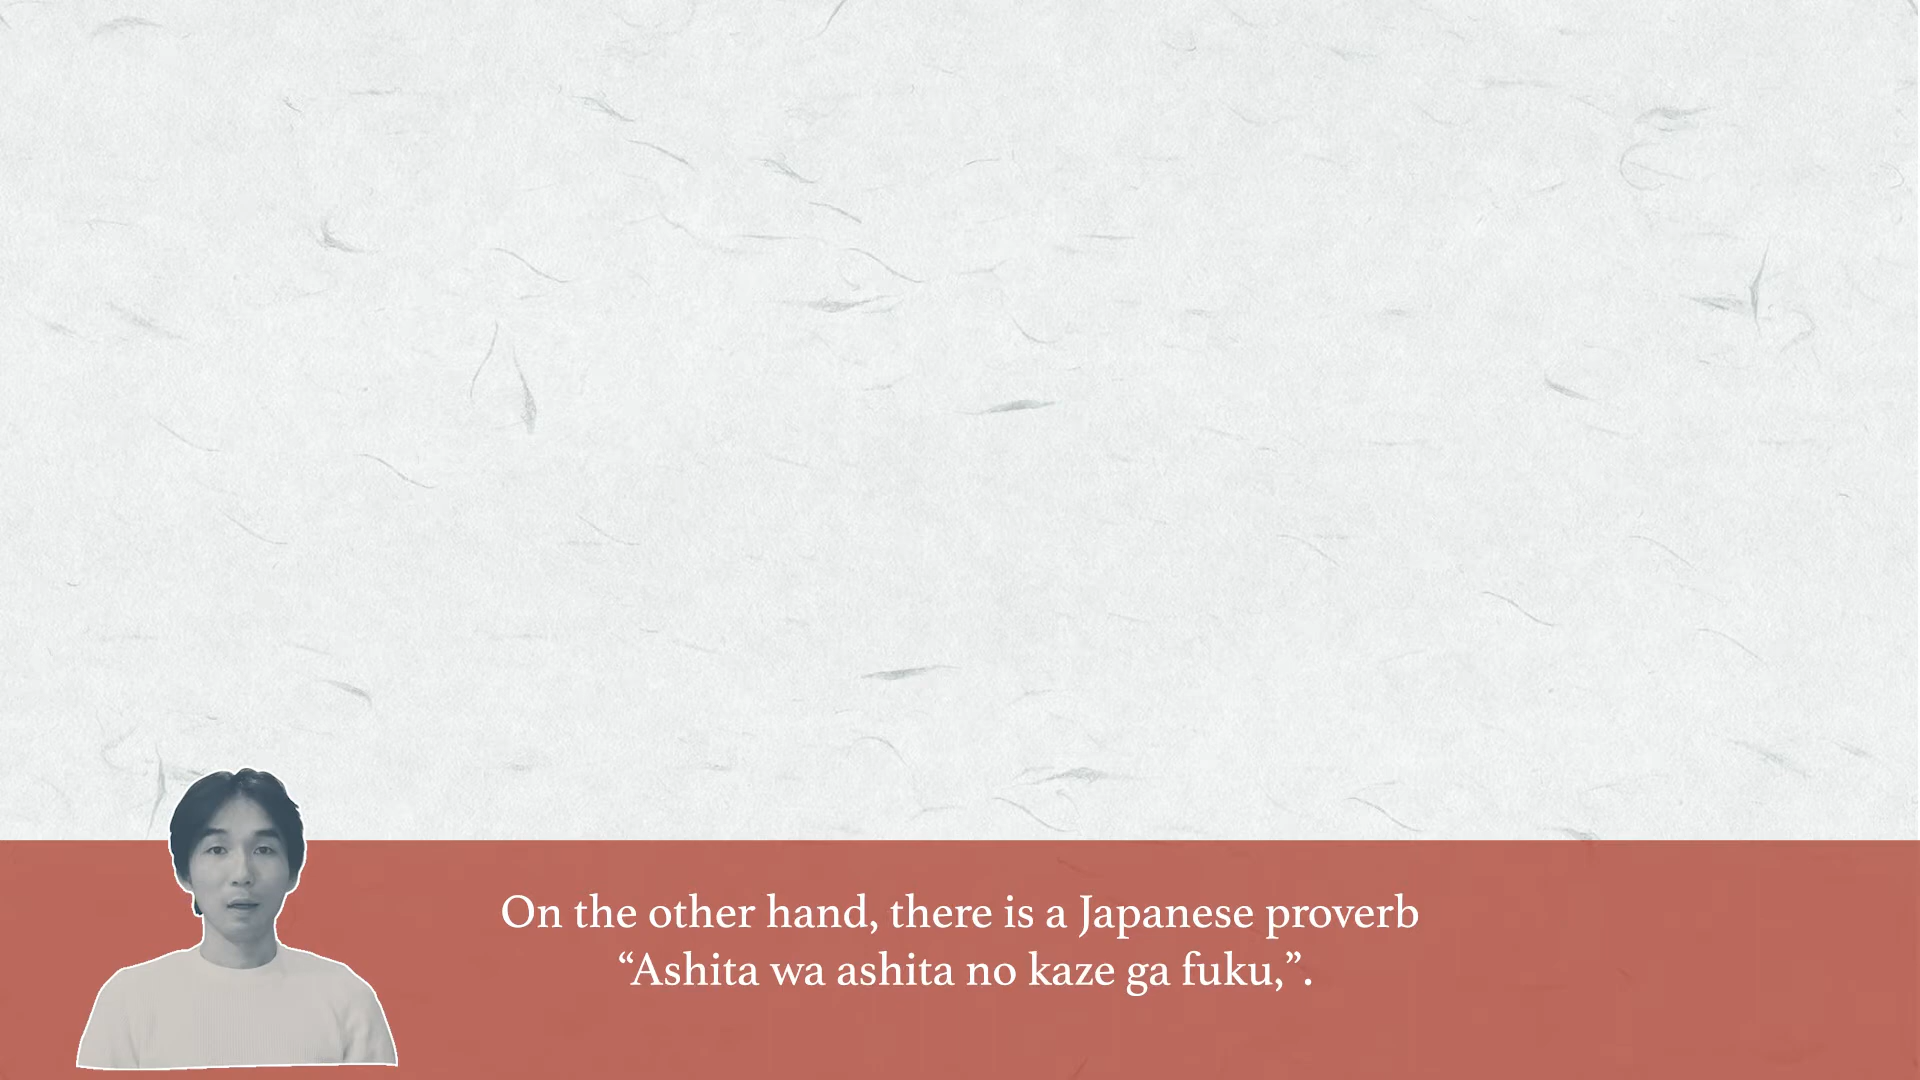 On the other hand, there is a Japanese proverb
“Ashita wa ashita no kaze ga fuku,”.